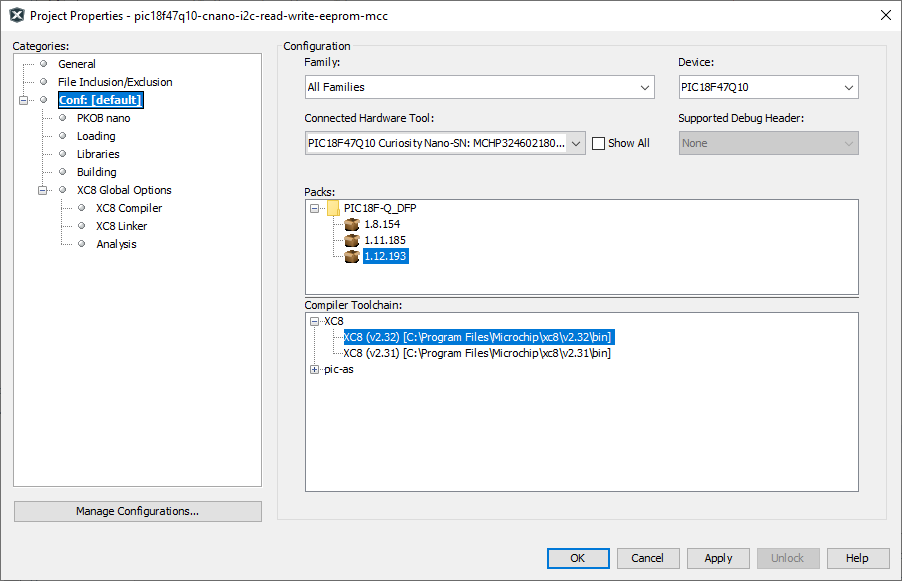 Project Properties - pic18f47q10-cnano-i2c-read-write-eeprom-mcc
Categories:
General
File Inclusion/Exclusion
Conf: [default]
PKOB nano
Loading
Libraries
Building
XC8 Global Options
XC8 Compiler
XC8 Linker
Analysis
Manage Configurations...
Configuration
Family:
Device:
All Families
PIC18F47Q10
Connected Hardware Tool:
Supported Debug Header:
PIC18F47Q10 Curiosity Nano-SN: MCHP324602180...
Show All
None
Packs:
PIC18F-Q_DFP
1.8.154
1.11.185
1.12.193
Compiler Toolchain:
XC8
XC8 (v2.32) [C:\Program Files\Microchip\xc8\v2.32\bin]
XC8 (v2.31) [C:\Program Files\Microchip\xc8\v2.31\bin]
pic-as
OK
Cancel
Apply
Unlock
Help